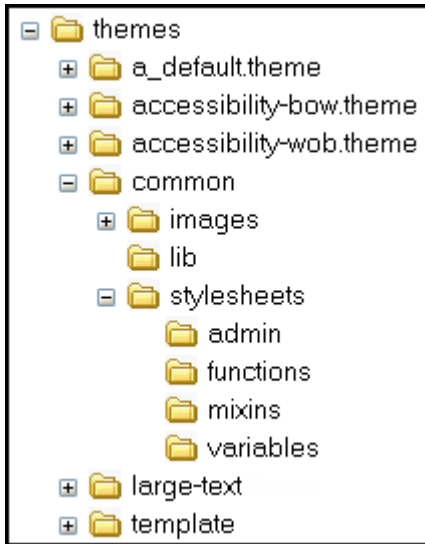 themes
a_default.theme
accessibility-bow.theme
accessibility-wob.theme
common
images
lib
stylesheets
admin
functions
mixins
variables
large-text
template